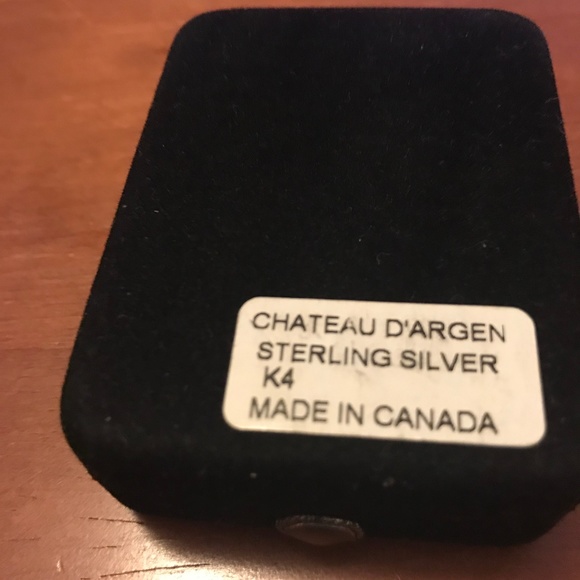 CHATEAU D'ARGEN
STERLING SILVER
K4
MADE IN CANADA